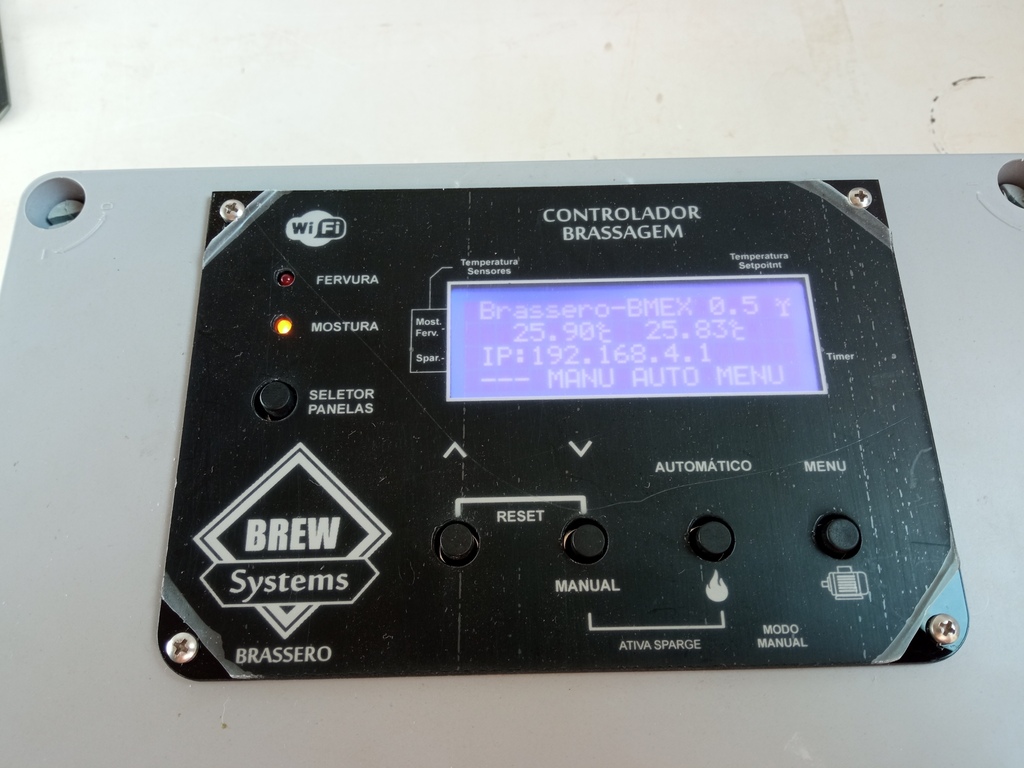 WiFi
CONTROLADOR
BRASSAGEM
FERVURA
MOSTURA
SELETOR
PANELAS
Temperatura
Sensores
Temperatura
Setpoitnt
Most.
Ferv.
Spar.
Timer
Brassero-BMEX 0.5
25.90°C 25.83°C
IP:192.168.4.1
--- MANU AUTO MENU
AUTOMÁTICO
MENU
RESET
MANUAL
ATIVA SPARGE
MODO
MANUAL
BREW
Systems
BRASSERO